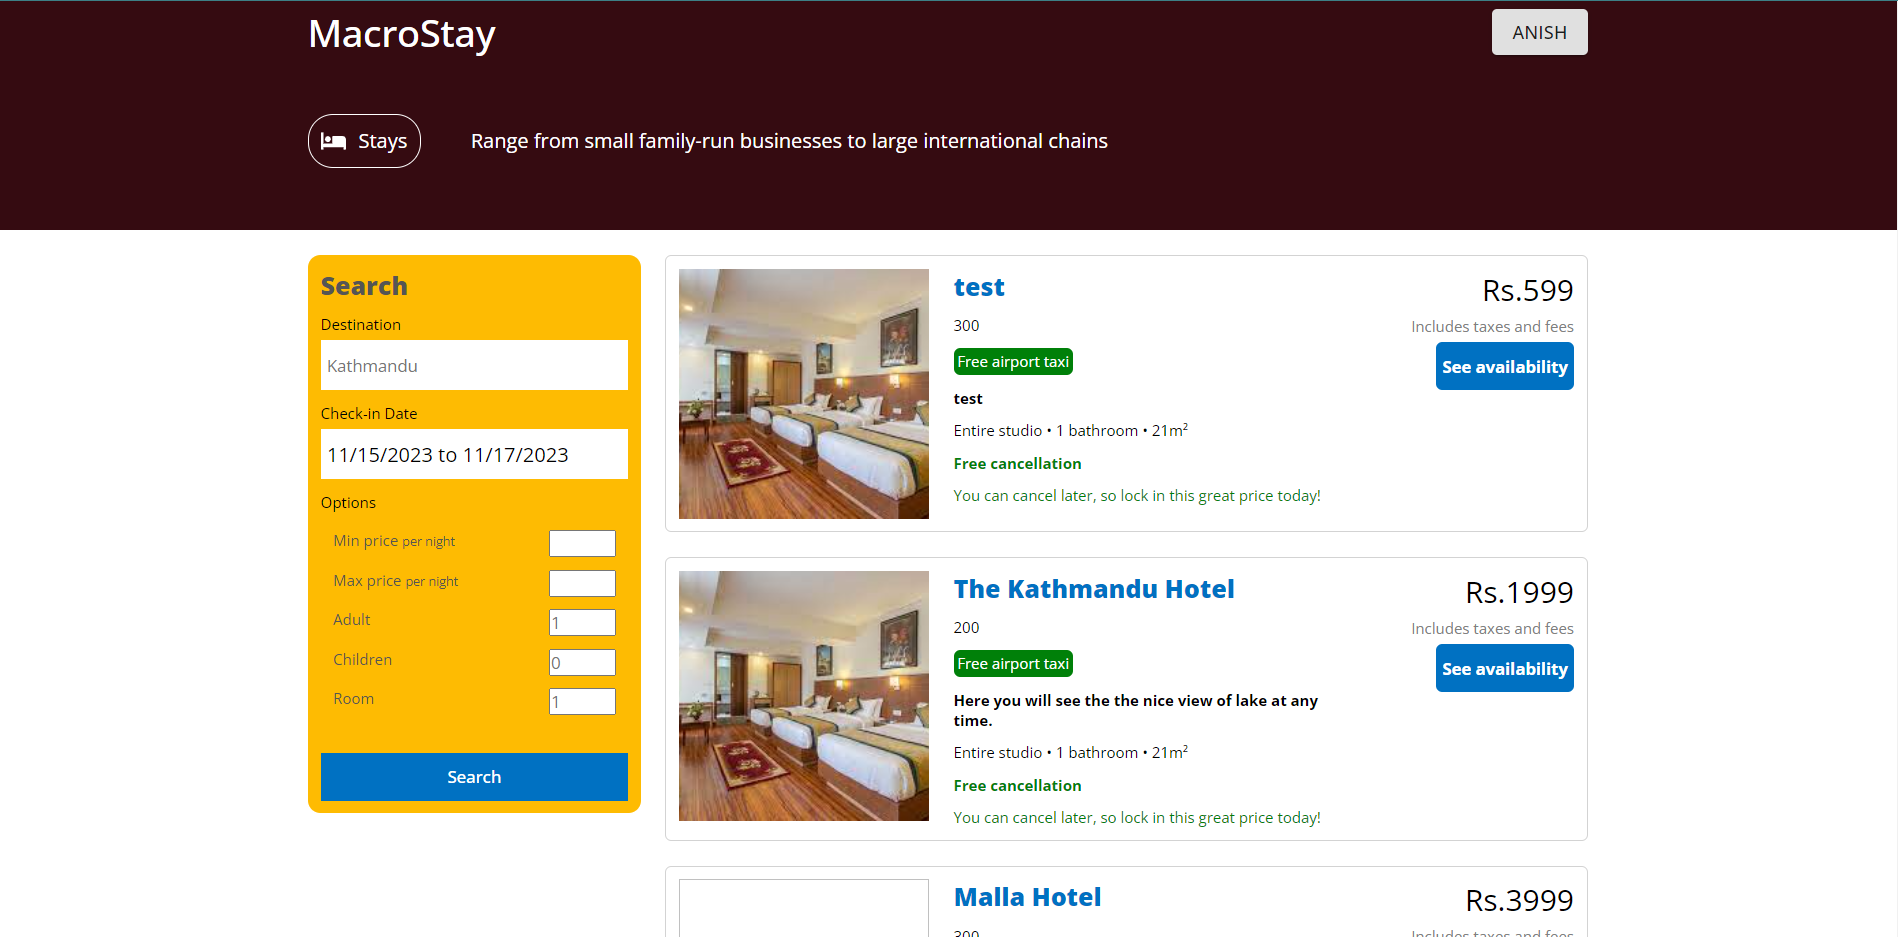 MacroStay
ANISH
Stays
Range from small family-run businesses to large international chains
Search
Destination
Kathmandu
Check-in Date
11/15/2023 to 11/17/2023
Options
Min price per night
Max price per night
Adult
1
Children
0
Room
1
Search
test
300
Free airport taxi
test
Entire studio • 1 bathroom • 21m²
Free cancellation
You can cancel later, so lock in this great price today!
Rs.599
Includes taxes and fees
See availability
The Kathmandu Hotel
200
Free airport taxi
Here you will see the the nice view of lake at any
time.
Entire studio • 1 bathroom • 21m²
Free cancellation
You can cancel later, so lock in this great price today!
Rs.1999
Includes taxes and fees
See availability
Malla Hotel
300
Rs.3999
Includes taxes and fees